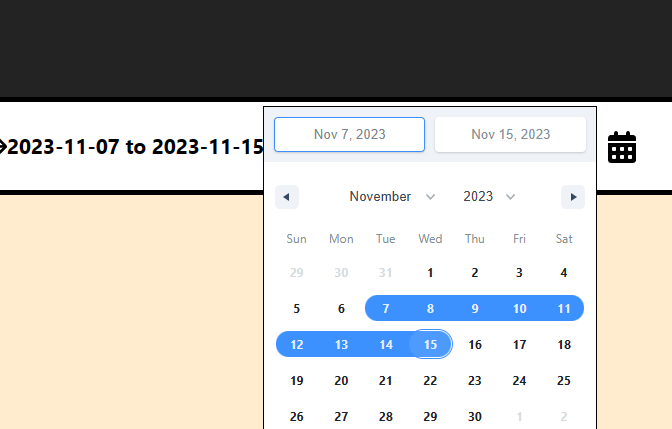 2023-11-07 to 2023-11-15
Nov 7, 2023 Nov 15, 2023
November 2023
Sun Mon Tue Wed Thu Fri Sat
29 30 31 1 2 3 4
5 6 7 8 9 10 11
12 13 14 15 16 17 18
19 20 21 22 23 24 25
26 27 28 29 30 1 2